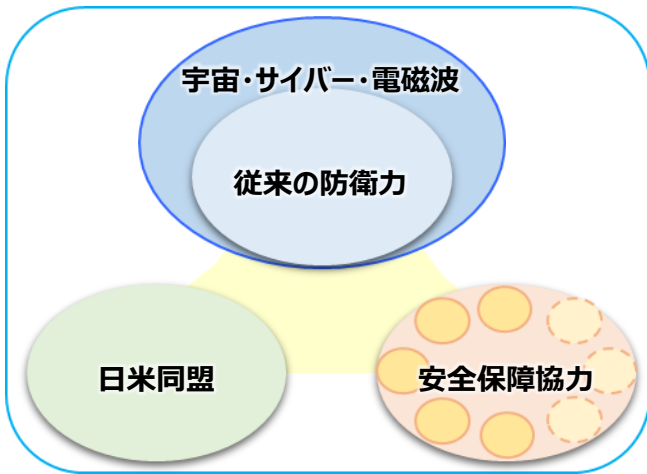 宇宙・サイバー・電磁波
従来の防衛力
日米同盟
安全保障協力